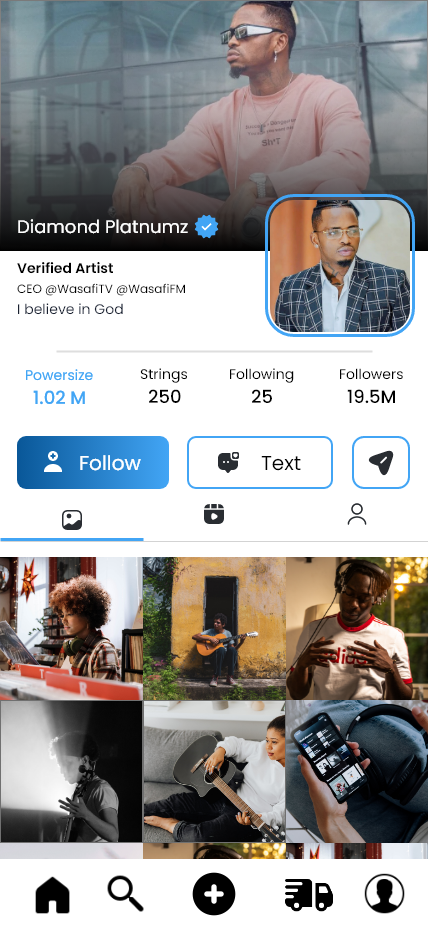 Diamond Platnumz
Verified Artist
CEO @WasafiTV @WasafiFM
I believe in God
Powersize Strings Following Followers
1.02 M 250 25 19.5M
Follow Text
adidas